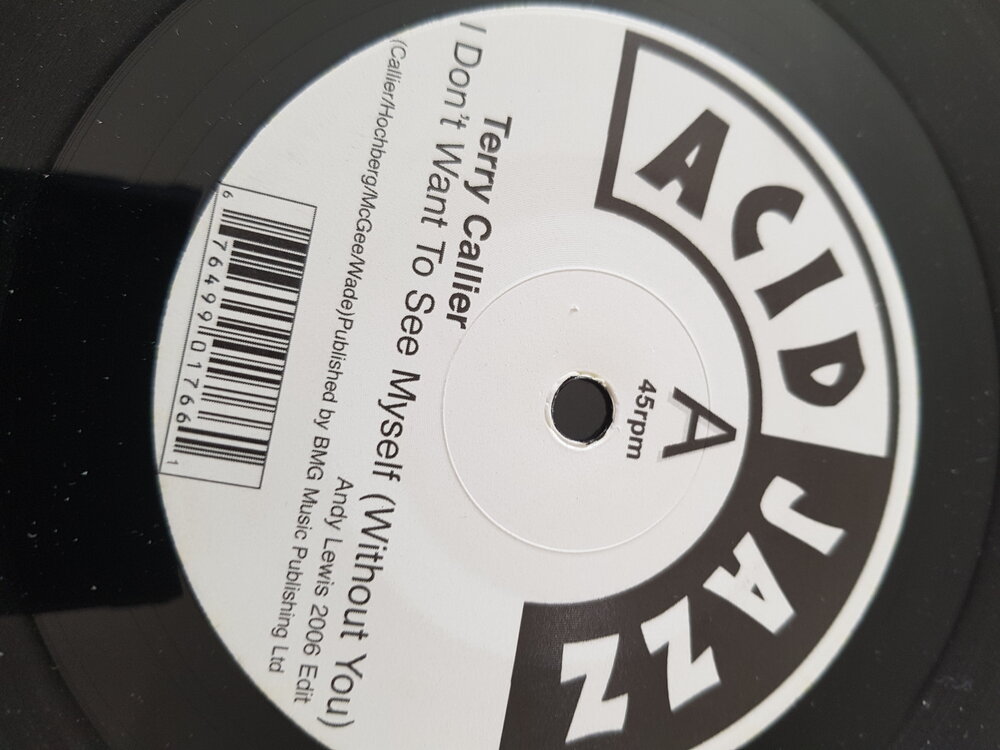 ACID JAZZ
A
45rpm
Terry Callier
I Don't Want To See Myself (Without You)
Andy Lewis 2006 Edit
(Callier/Hochberg/McGee/Wade)Published by BMG Music Publishing Ltd
6 76499 01766 1